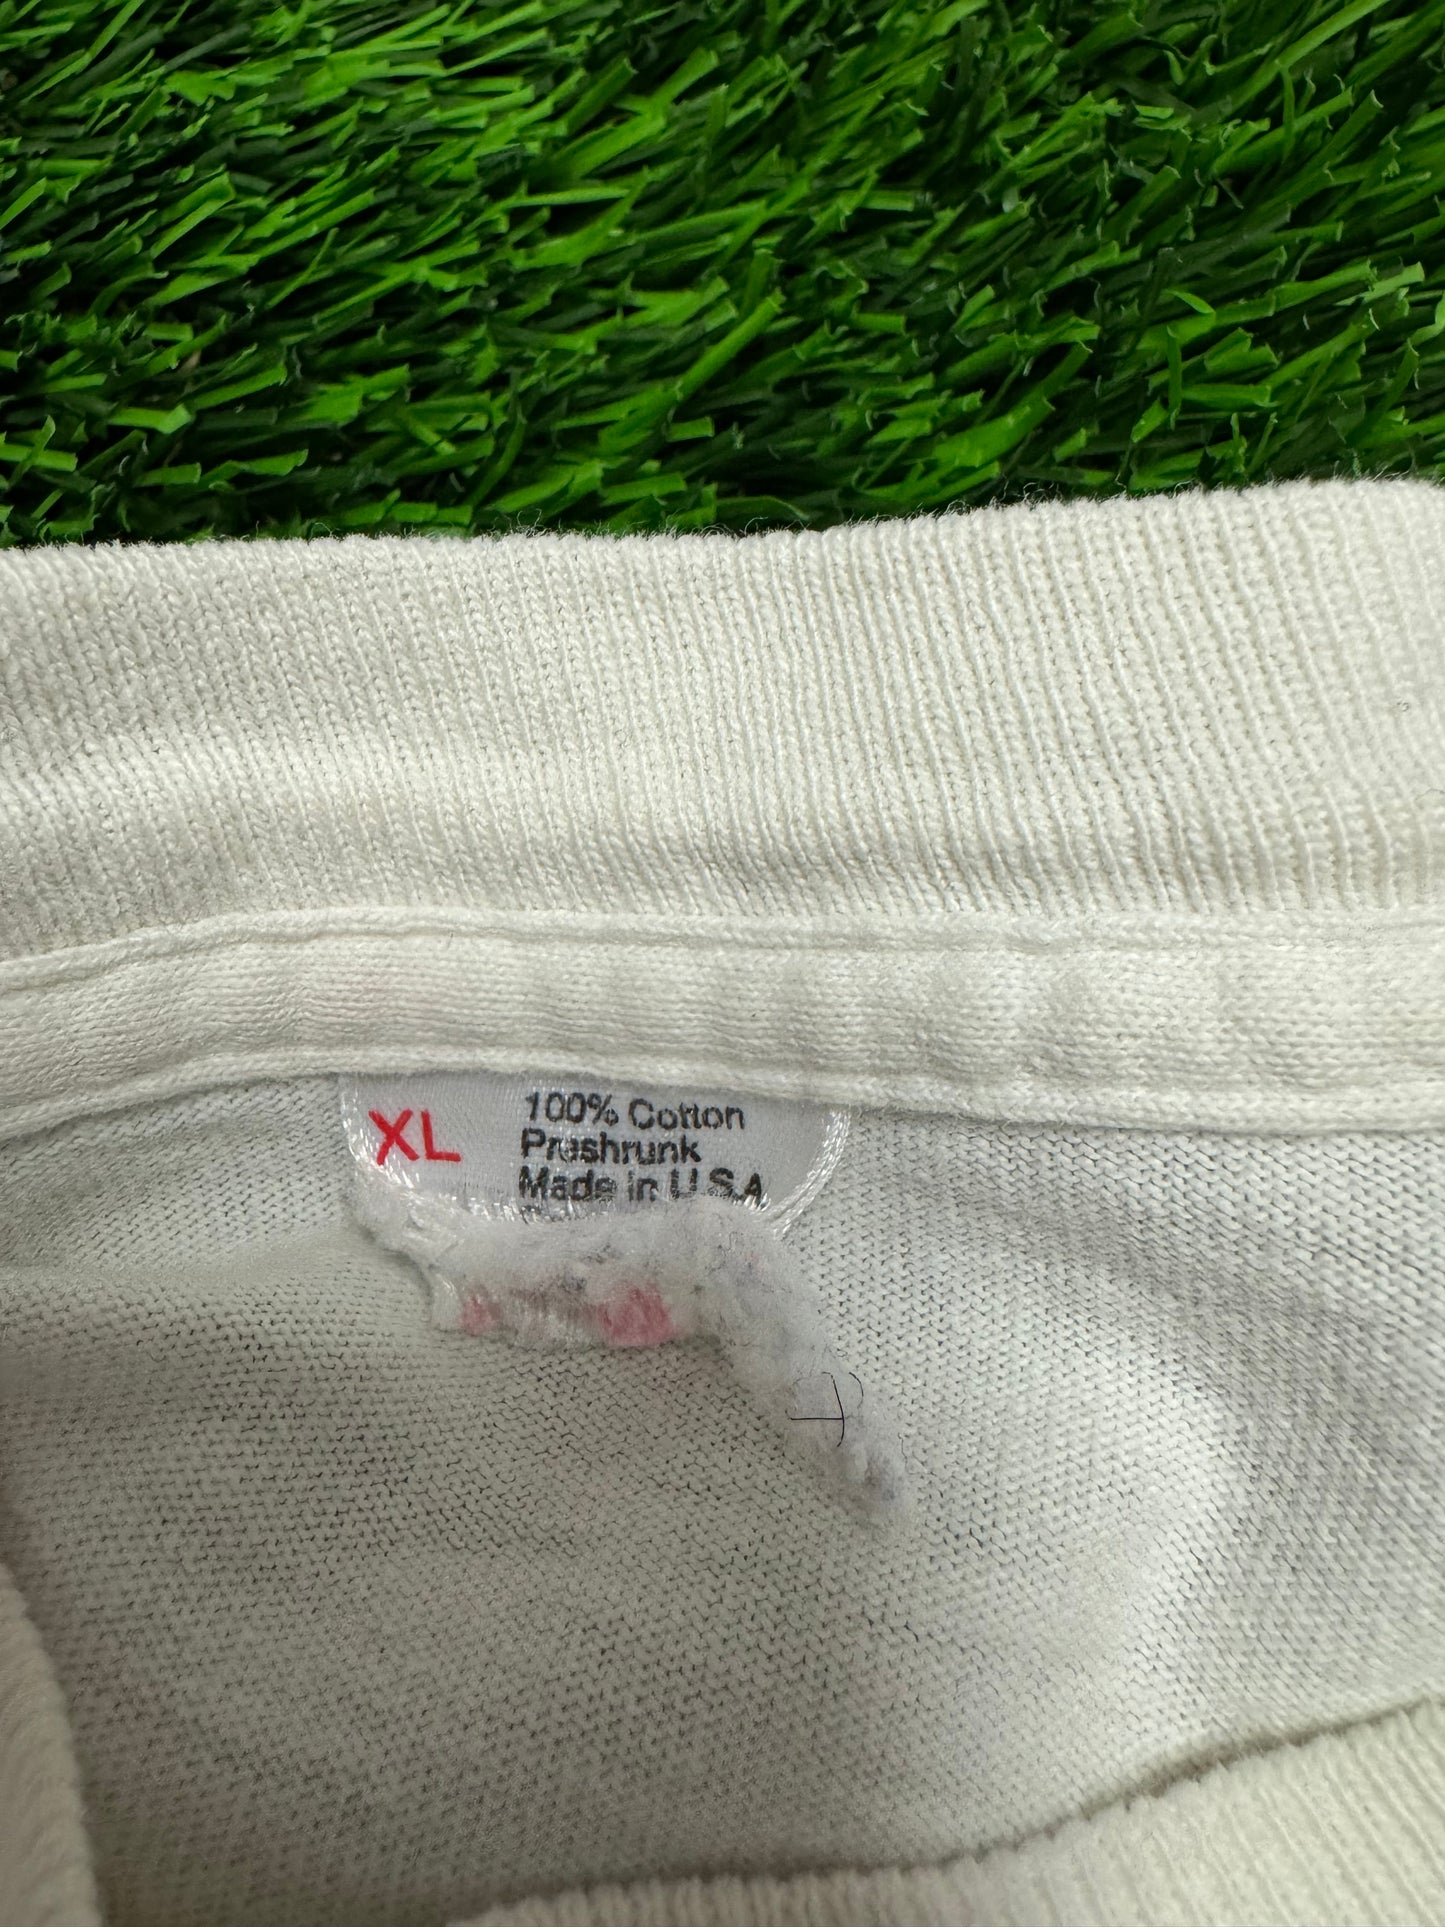 XL
100% Cotton
Preshrunk
Made in U.S.A